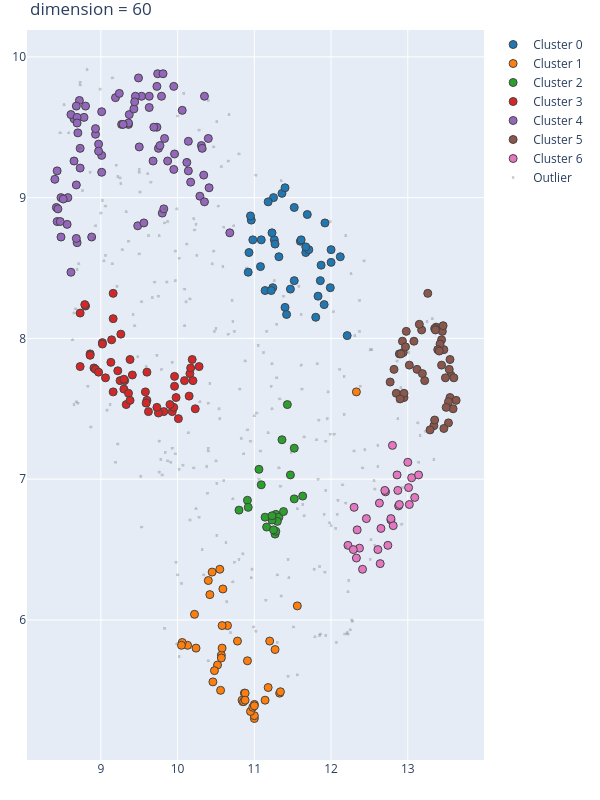 dimension = 60
10
9
8
7
6
9
10
11
12
13
Cluster 0
Cluster 1
Cluster 2
Cluster 3
Cluster 4
Cluster 5
Cluster 6
Outlier